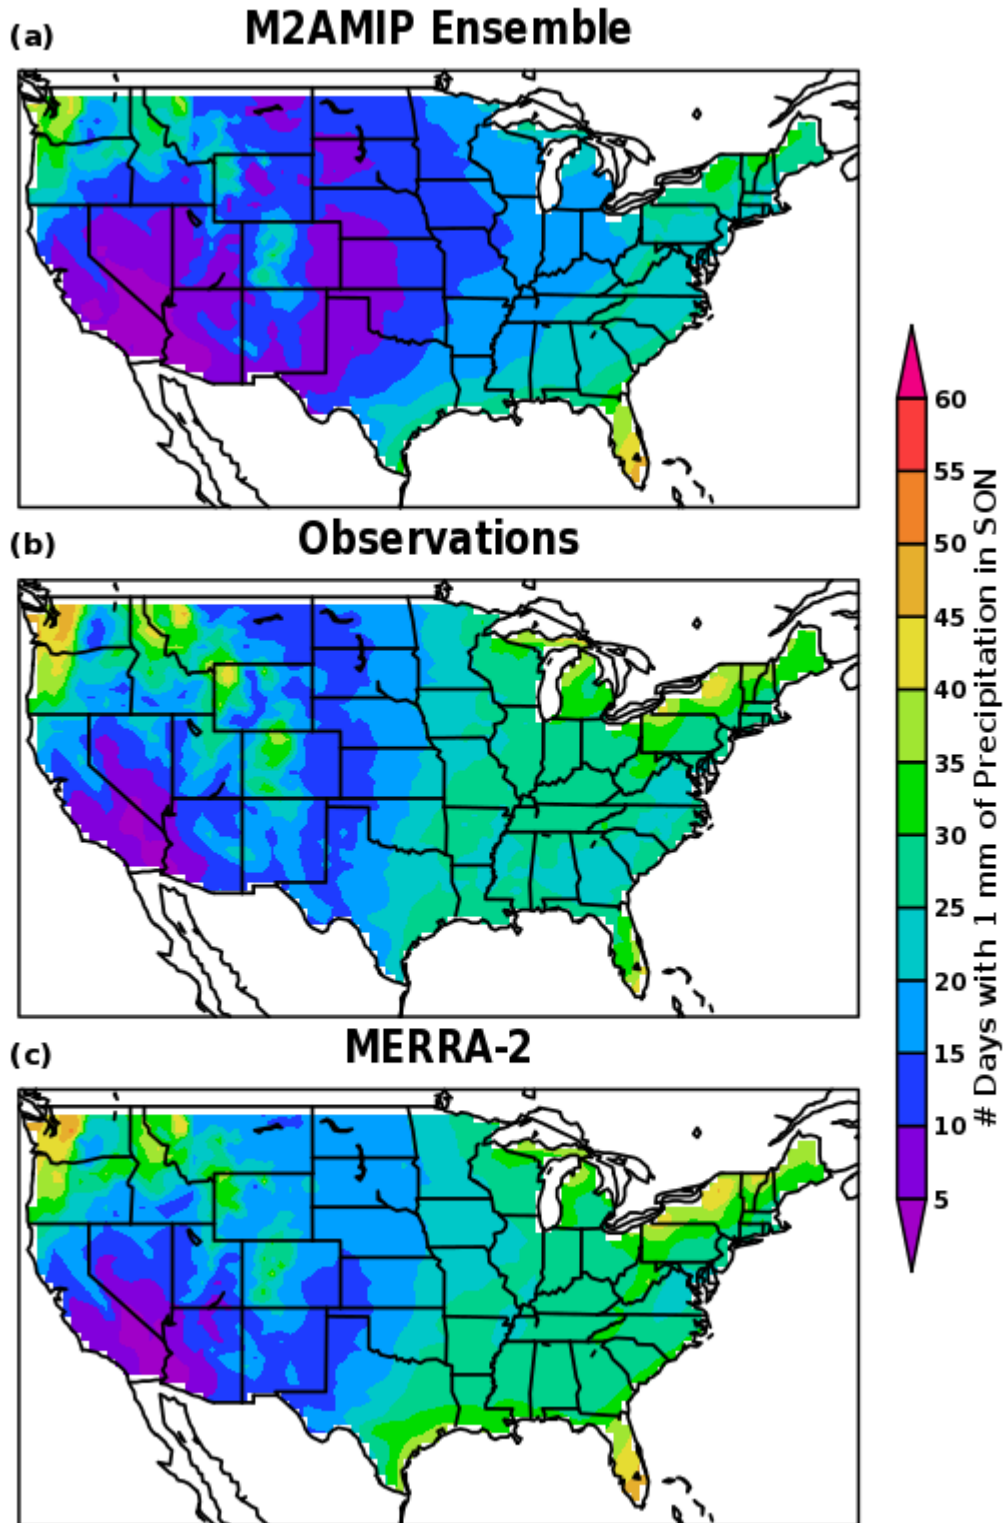 (a)
M2AMIP Ensemble
(b)
Observations
(c)
MERRA-2
60
55
50
45
40
35
30
25
20
15
10
5
# Days with 1 mm of Precipitation in SON